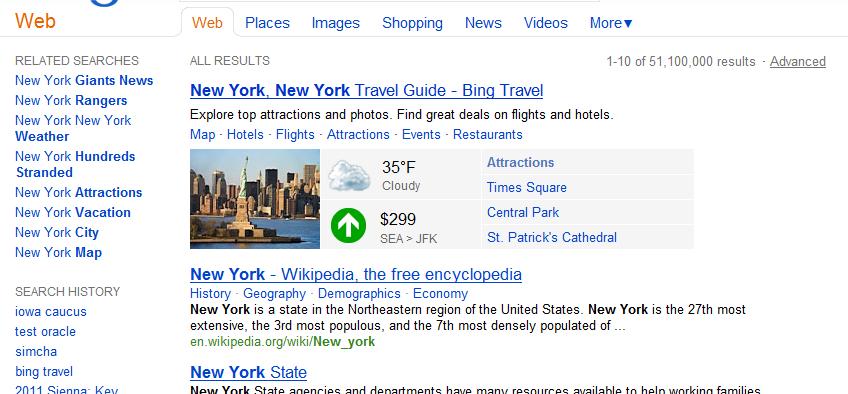 Web
Web Places Images Shopping News Videos More▼
RELATED SEARCHES
New York Giants News
New York Rangers
New York New York
Weather
New York Hundreds
Stranded
New York Attractions
New York Vacation
New York City
New York Map
SEARCH HISTORY
iowa caucus
test oracle
simcha
bing travel
2011 Sienna: Key
ALL RESULTS
1-10 of 51,100,000 results · Advanced
New York, New York Travel Guide - Bing Travel
Explore top attractions and photos. Find great deals on flights and hotels.
Map · Hotels · Flights · Attractions · Events · Restaurants
35°F
Cloudy
$299
SEA > JFK
Attractions
Times Square
Central Park
St. Patrick's Cathedral
New York - Wikipedia, the free encyclopedia
History · Geography · Demographics · Economy
New York is a state in the Northeastern region of the United States. New York is the 27th most
extensive, the 3rd most populous, and the 7th most densely populated of ...
en.wikipedia.org/wiki/New_york
New York State
New York State agencies and departments have many resources available to help working families